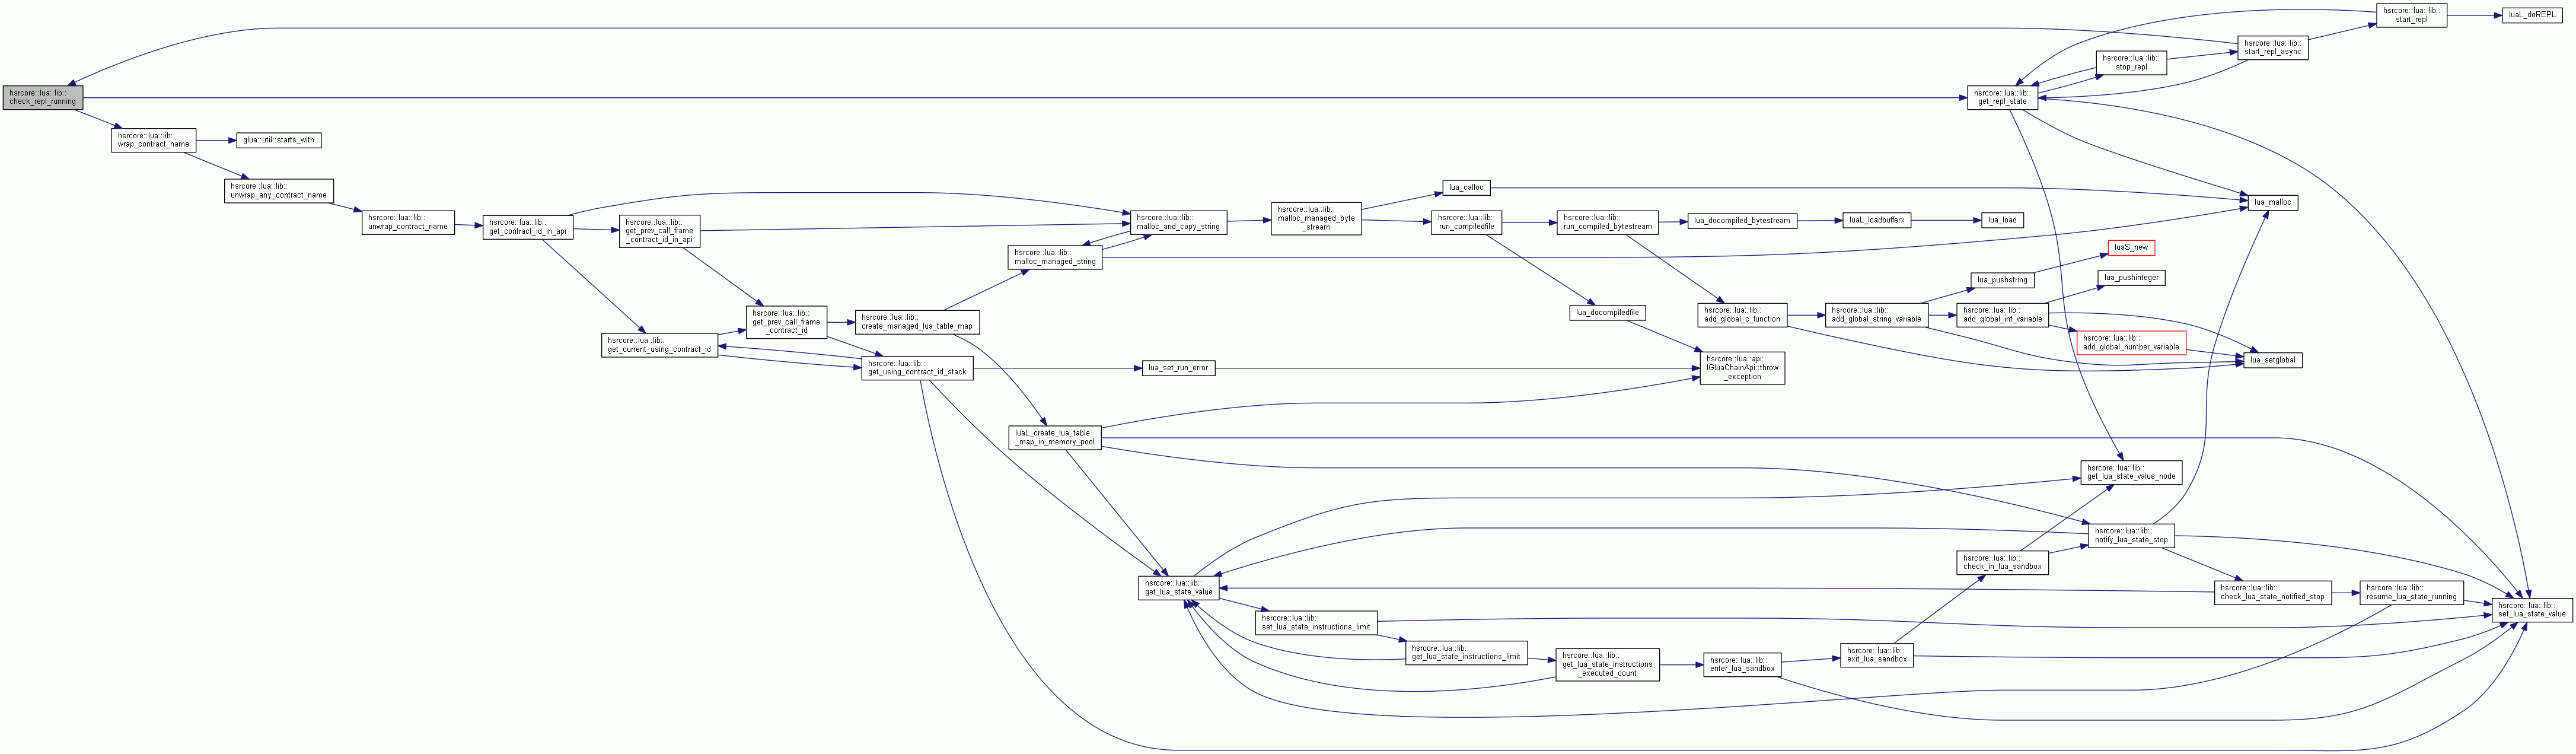 hsrcore::lua::lib::
check_repl_running
hsrcore::lua::lib::
wrap_contract_name
glua::util::starts_with
hsrcore::lua::lib::
unwrap_any_contract_name
hsrcore::lua::lib::
unwrap_contract_name
hsrcore::lua::lib::
get_contract_id_in_api
hsrcore::lua::lib::
get_prev_call_frame
_contract_id_in_api
hsrcore::lua::lib::
get_current_using_contract_id
hsrcore::lua::lib::
get_prev_call_frame
_contract_id
hsrcore::lua::lib::
create_managed_lua_table_map
hsrcore::lua::lib::
get_using_contract_id_stack
hsrcore::lua::lib::
malloc_managed_string
hsrcore::lua::lib::
malloc_and_copy_string
luaL_create_lua_table
_map_in_memory_pool
lua_set_run_error
hsrcore::lua::lib::
get_lua_state_value
hsrcore::lua::lib::
malloc_managed_byte
_stream
lua_calloc
hsrcore::lua::lib::
run_compiledfile
hsrcore::lua::lib::
run_compiled_bytestream
lua_docompiledfile
lua_docompiled_bytestream
luaL_loadbufferx
lua_load
hsrcore::lua::lib::
add_global_c_function
hsrcore::lua::lib::
add_global_string_variable
lua_pushstring
luaS_new
hsrcore::lua::lib::
add_global_int_variable
lua_pushinteger
hsrcore::lua::lib::
add_global_number_variable
lua_setglobal
hsrcore::lua::api::
IGluaChainApi::throw
_exception
hsrcore::lua::lib::
set_lua_state_instructions_limit
hsrcore::lua::lib::
get_lua_state_instructions_limit
hsrcore::lua::lib::
get_lua_state_instructions
_executed_count
hsrcore::lua::lib::
enter_lua_sandbox
hsrcore::lua::lib::
exit_lua_sandbox
hsrcore::lua::lib::
check_in_lua_sandbox
hsrcore::lua::lib::
get_lua_state_value_node
hsrcore::lua::lib::
notify_lua_state_stop
hsrcore::lua::lib::
check_lua_state_notified_stop
hsrcore::lua::lib::
resume_lua_state_running
hsrcore::lua::lib::
set_lua_state_value
lua_malloc
hsrcore::lua::lib::
get_repl_state
hsrcore::lua::lib::
stop_repl
hsrcore::lua::lib::
start_repl_async
hsrcore::lua::lib::
start_repl
luaL_doREPL